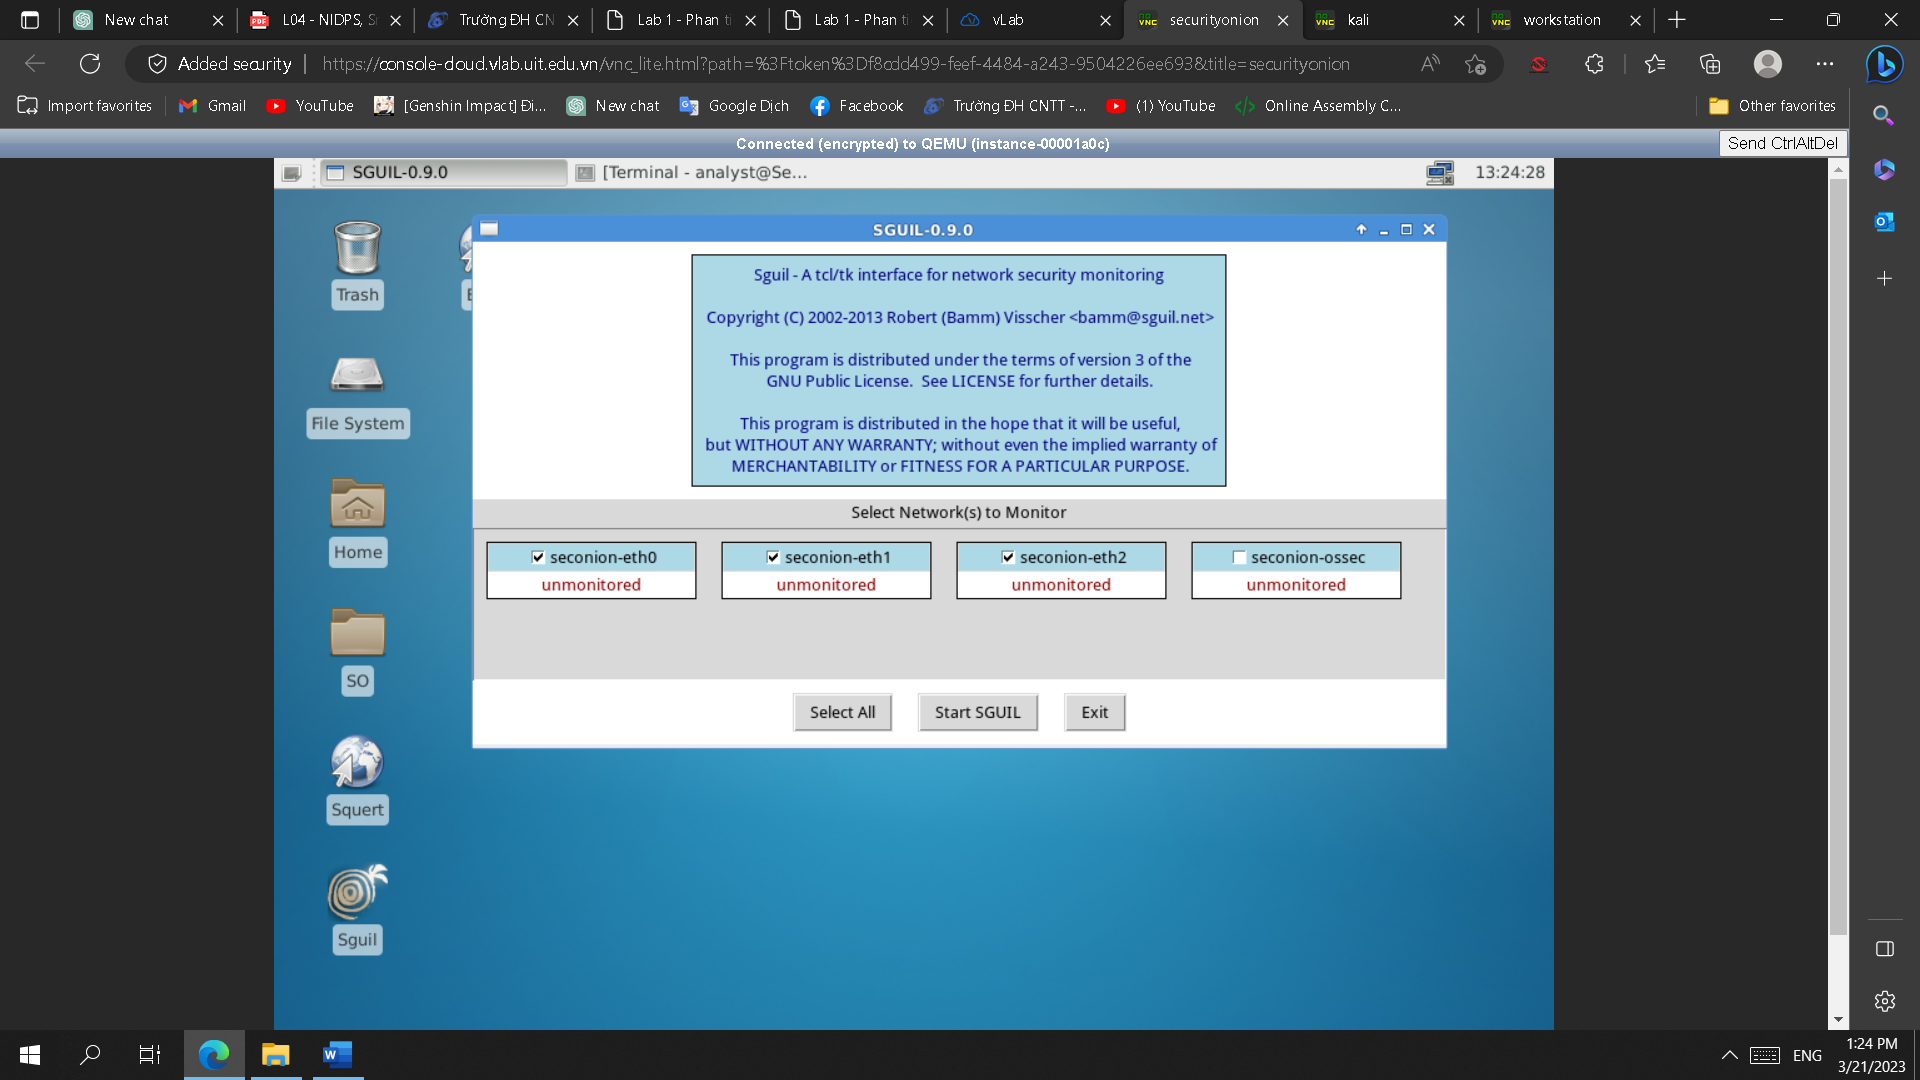 New chat
L04 - NIDPS, S
Trường ĐH CN
Lab 1 - Phan ti
Lab 1 - Phan ti
vLab
securityonion
kali
workstation
Added security
https://console-cloud.vlab.uit.edu.vn/vnc_lite.html?path=%3Ftoken%3Df8cdd499-feef-4484-a243-9504226ee693&title=securityonion
Import favorites
Gmail
YouTube
[Genshin Impact] Đi...
New chat
Google Dịch
Facebook
Trường ĐH CNTT -...
(1) YouTube
Online Assembly C...
Other favorites
Connected (encrypted) to QEMU (instance-00001a0c)
Send CtrlAltDel
SGUIL-0.9.0
[Terminal - analyst@Se...
13:24:28
SGUIL-0.9.0
Sguil - A tcl/tk interface for network security monitoring
Copyright (C) 2002-2013 Robert (Bamm) Visscher <bamm@sguil.net>
This program is distributed under the terms of version 3 of the
GNU Public License. See LICENSE for further details.
This program is distributed in the hope that it will be useful,
but WITHOUT ANY WARRANTY; without even the implied warranty of
MERCHANTABILITY or FITNESS FOR A PARTICULAR PURPOSE.
Select Network(s) to Monitor
seconion-eth0
unmonitored
seconion-eth1
unmonitored
seconion-eth2
unmonitored
seconion-ossec
unmonitored
Select All
Start SGUIL
Exit
Trash
File System
Home
SO
Squert
Sguil
ENG
1:24 PM
3/21/2023